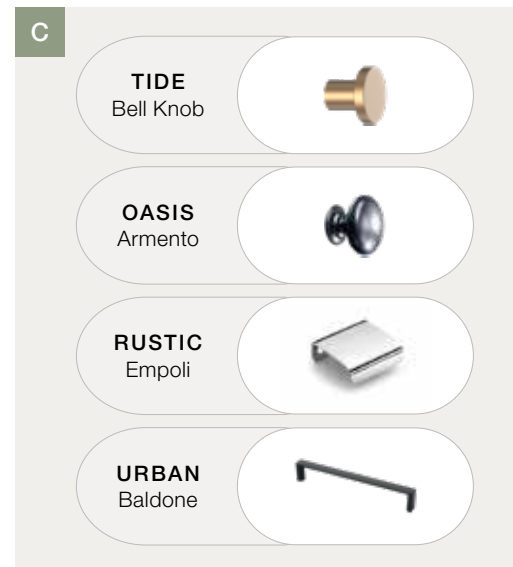 C
TIDE
Bell Knob
OASIS
Armento
RUSTIC
Empoli
URBAN
Baldone